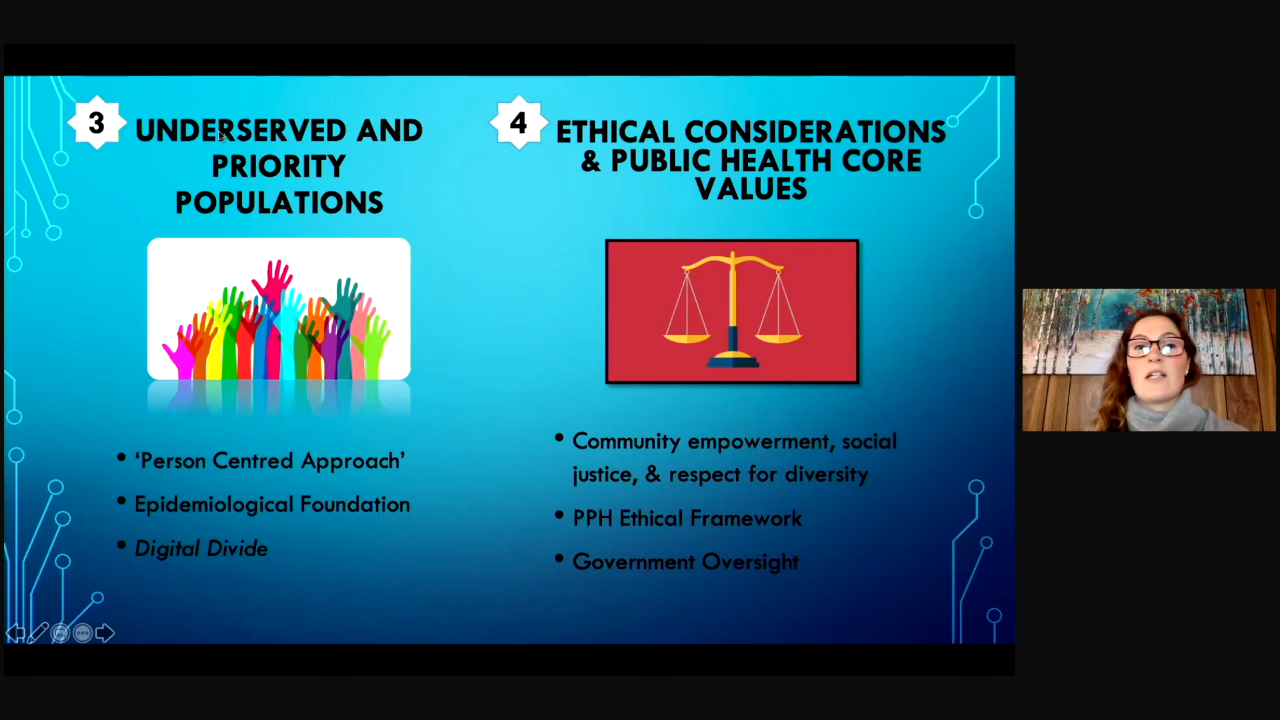 3
UNDERSERVED AND
PRIORITY
POPULATIONS
• ‘Person Centred Approach’
• Epidemiological Foundation
• Digital Divide
4
ETHICAL CONSIDERATIONS
& PUBLIC HEALTH CORE
VALUES
• Community empowerment, social
justice, & respect for diversity
• PPH Ethical Framework
• Government Oversight